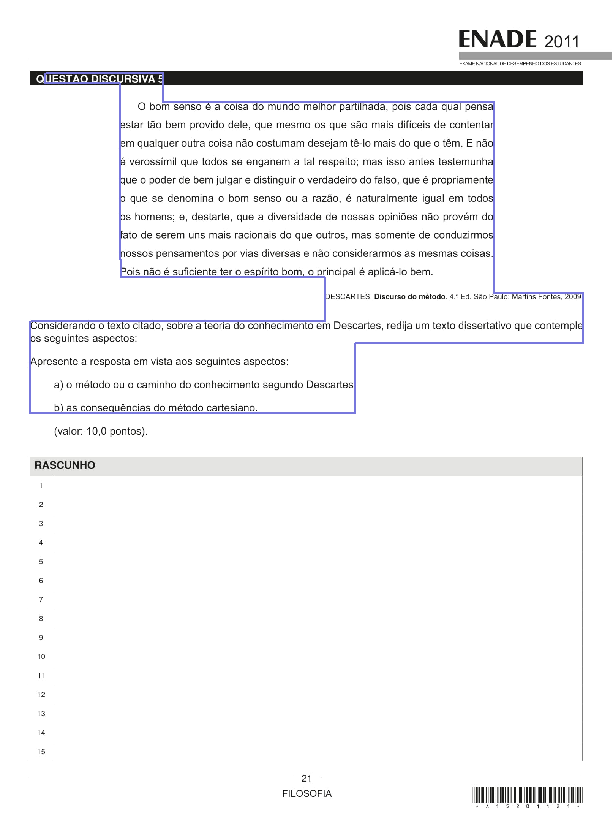 ENADE 2011
EXAME NACIONAL DE DESEMPENHO DOS ESTUDANTES
QUESTÃO DISCURSIVA 5
O bom senso é a coisa do mundo melhor partilhada, pois cada qual pensa
estar tão bem provido dele, que mesmo os que são mais difíceis de contentar
em qualquer outra coisa não costumam desejam tê-lo mais do que o têm. E não
é verossímil que todos se enganem a tal respeito; mas isso antes testemunha
que o poder de bem julgar e distinguir o verdadeiro do falso, que é propriamente
o que se denomina o bom senso ou a razão, é naturalmente igual em todos
os homens; e, destarte, que a diversidade de nossas opiniões não provém do
fato de serem uns mais racionais do que outros, mas somente de conduzirmos
nossos pensamentos por vias diversas e não considerarmos as mesmas coisas.
Pois não é suficiente ter o espírito bom, o principal é aplicá-lo bem.
DESCARTES. Discurso do método. 4.ª Ed. São Paulo: Martins Fontes, 2009.
Considerando o texto citado, sobre a teoria do conhecimento em Descartes, redija um texto dissertativo que contemple
os seguintes aspectos:
Apresente a resposta em vista aos seguintes aspectos:
a) o método ou o caminho do conhecimento segundo Descartes
b) as consequências do método cartesiano.
(valor: 10,0 pontos).
RASCUNHO
1
2
3
4
5
6
7
8
9
10
11
12
13
14
15
21
FILOSOFIA